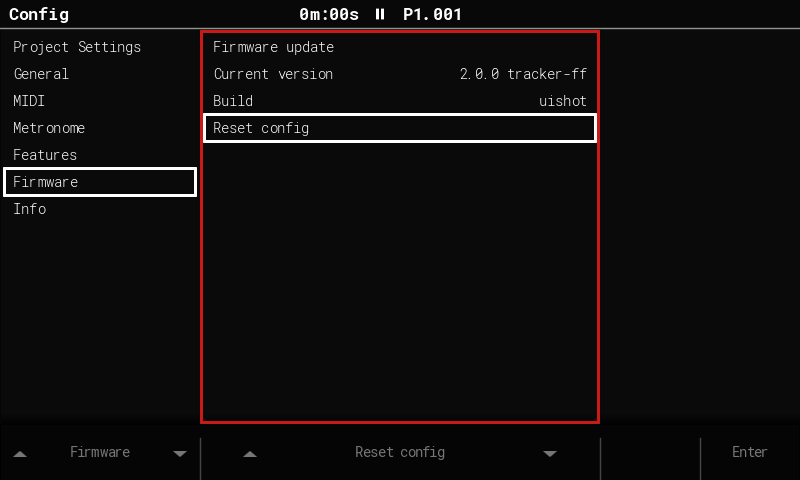 Config 0m:00s P1.001
Project Settings
General
MIDI
Metronome
Features
Firmware
Info
Firmware update
Current version 2.0.0 tracker-ff
Build uishot
Reset config
Firmware Reset config Enter